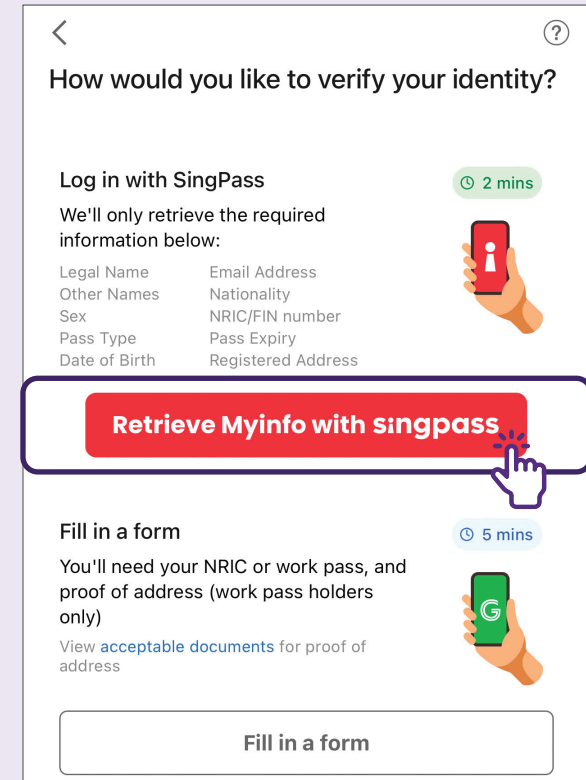 ?
How would you like to verify your identity?
Log in with SingPass
2 mins
We'll only retrieve the required
information below:
Legal Name Email Address
Other Names Nationality
Sex NRIC/FIN number
Pass Type Pass Expiry
Date of Birth Registered Address
Retrieve Myinfo with singpass
Fill in a form
5 mins
You'll need your NRIC or work pass, and
proof of address (work pass holders
only)
G
View acceptable documents for proof of
address
Fill in a form